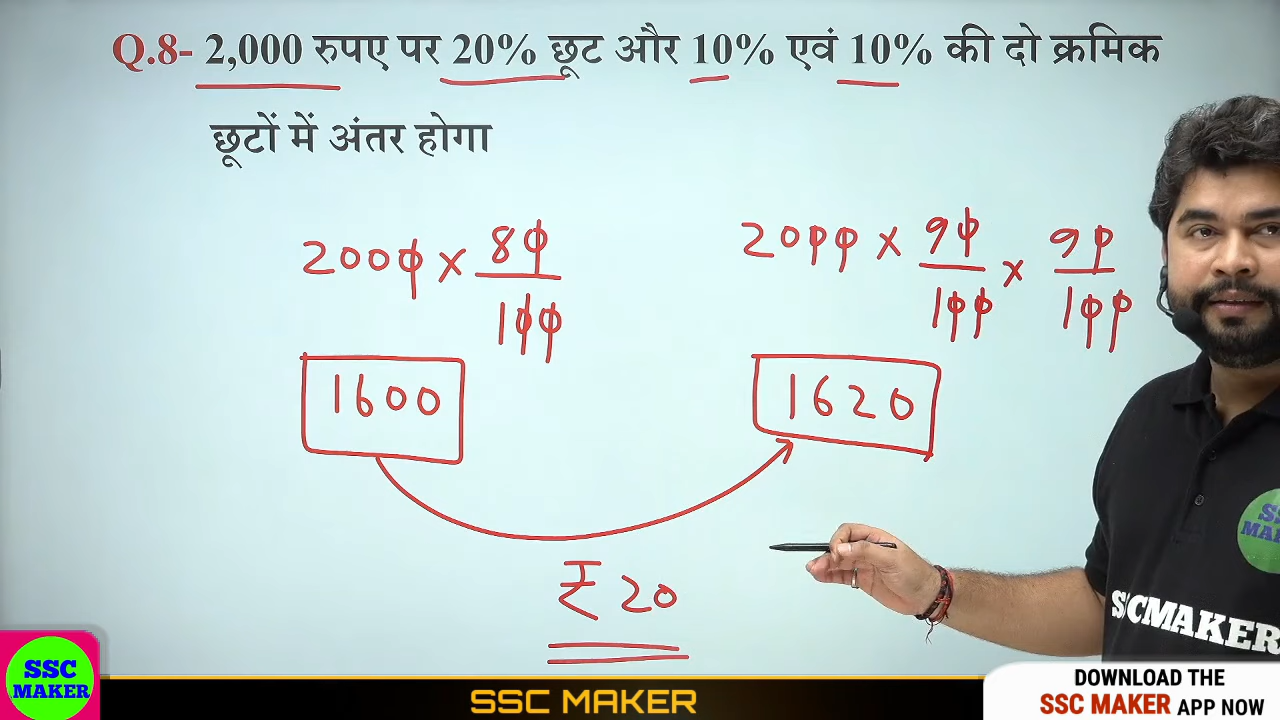 Q.8- 2,000 रुपए पर 20% छूट और 10% एवं 10% की दो क्रमिक
छूटों में अंतर होगा
2000 × 80/100
2000 × 90/100 × 90/100
1600
1620
₹ 20
SSC
MAKER
SSC MAKER
SSCMAKER
DOWNLOAD THE
SSC MAKER APP NOW